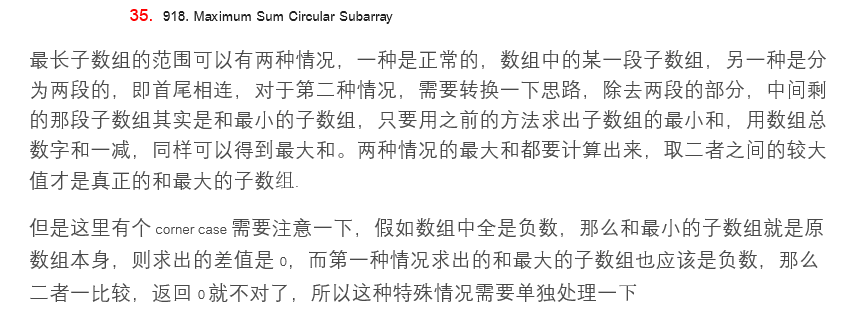 35. 918. Maximum Sum Circular Subarray
最长子数组的范围可以有两种情况，一种是正常的，数组中的某一段子数组，另一种是分
为两段的，即首尾相连，对于第二种情况，需要转换一下思路，除去两段的部分，中间剩
的那段子数组其实是和最小的子数组，只要用之前的方法求出子数组的最小和，用数组总
数字和一减，同样可以得到最大和。两种情况的最大和都要计算出来，取二者之间的较大
值才是真正的和最大的子数组.
但是这里有个 corner case 需要注意一下，假如数组中全是负数，那么和最小的子数组就是原
数组本身，则求出的差值是 0，而第一种情况求出的和最大的子数组也应该是负数，那么
二者一比较，返回 0 就不对了，所以这种特殊情况需要单独处理一下